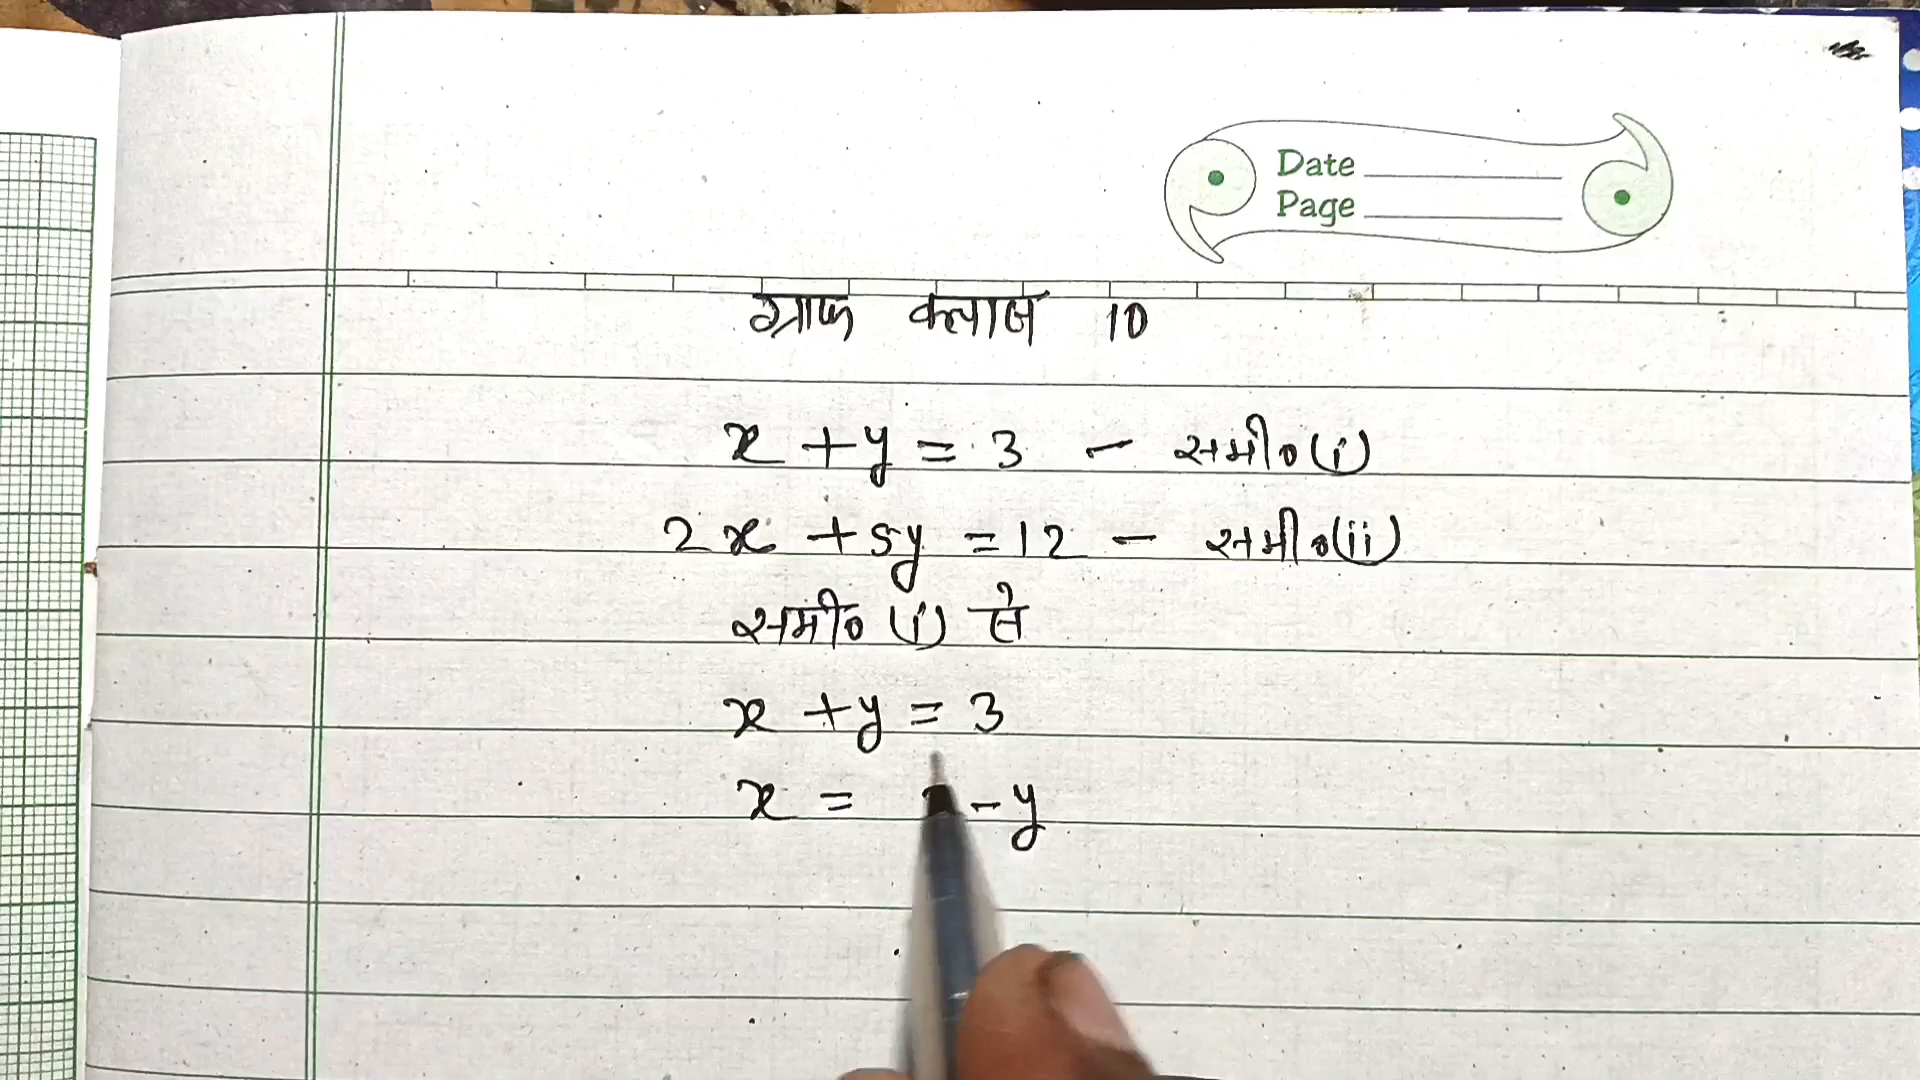 Date
Page
ग्राफ क्लास 10
x + y = 3 – समी० (i)
2x + 5y = 12 – समी० (ii)
समी० (i) से
x + y = 3
x = - y